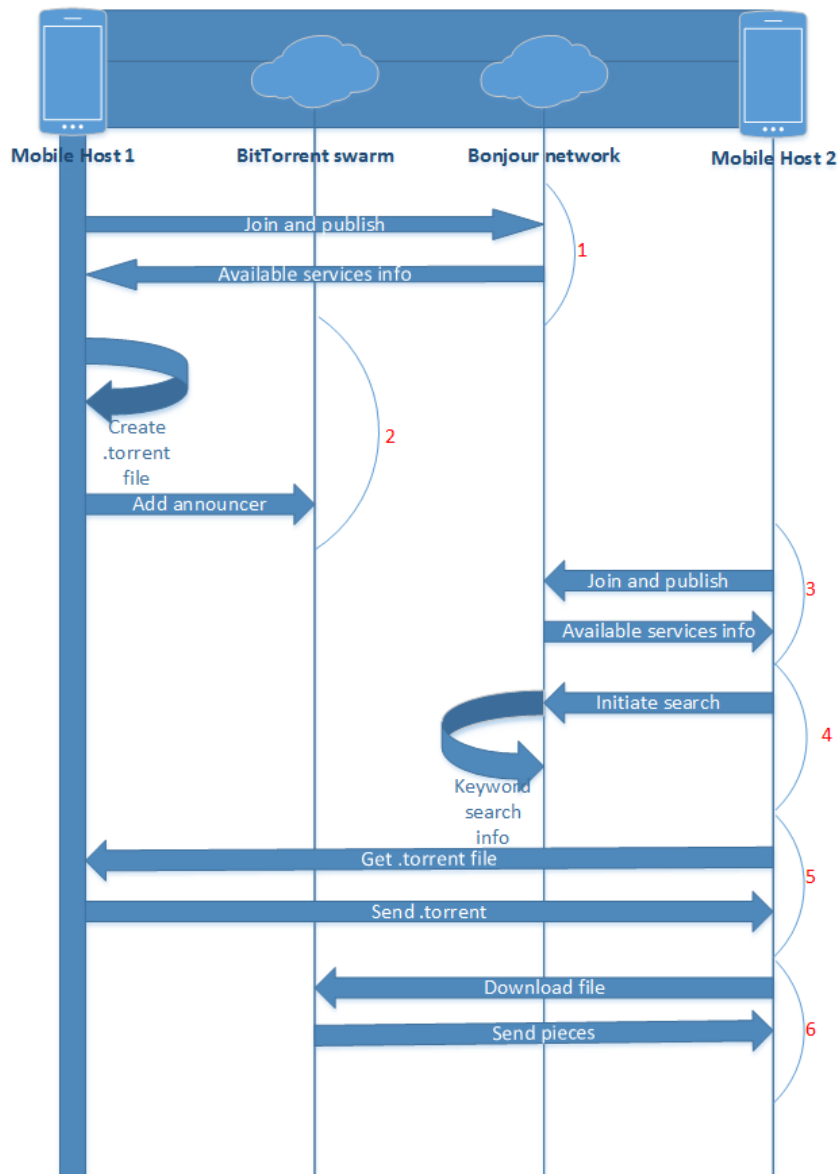 Mobile Host 1
BitTorrent swarm
Bonjour network
Mobile Host 2
Join and publish
1
Available services info
Create
.torrent
file
2
Add announcer
Join and publish
3
Available services info
Initiate search
4
Keyword
search
info
Get .torrent file
5
Send .torrent
Download file
6
Send pieces